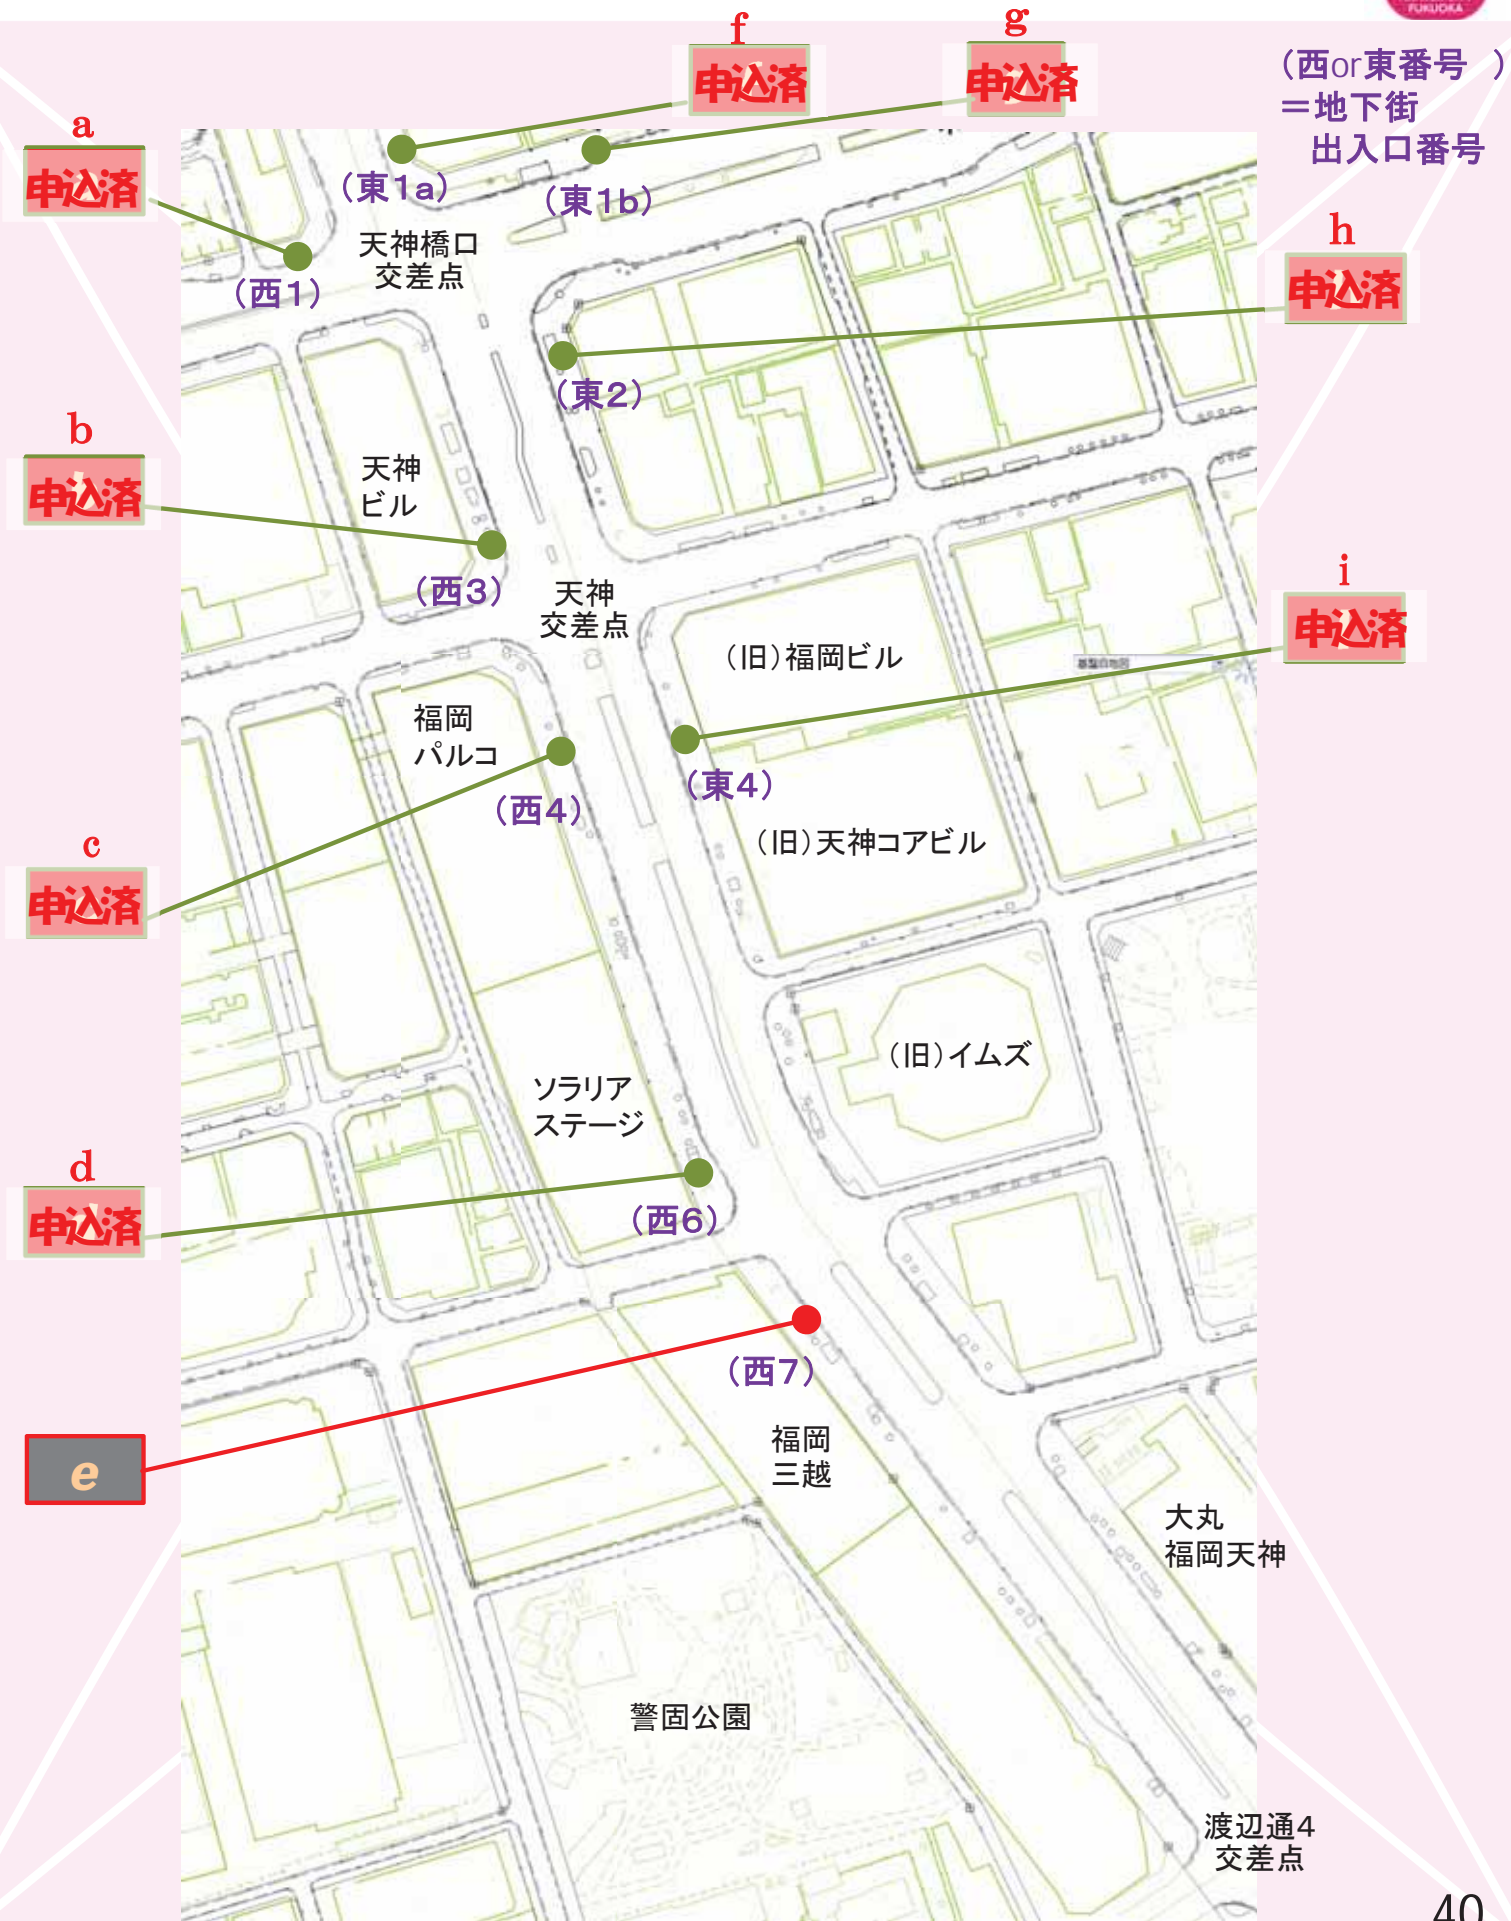 FUKUOKA
（西or東番号　）
＝地下街
出入口番号
f
申込済
g
申込済
a
申込済
（東1a）
（東1b）
（西1）
天神橋口
交差点
h
申込済
（東2）
b
申込済
天神
ビル
（西3）
天神
交差点
i
申込済
（旧）福岡ビル
福岡
パルコ
（西4）
（東4）
（旧）天神コアビル
c
申込済
（旧）イムズ
ソラリア
ステージ
d
申込済
（西6）
（西7）
e
福岡
三越
大丸
福岡天神
警固公園
渡辺通4
交差点
40